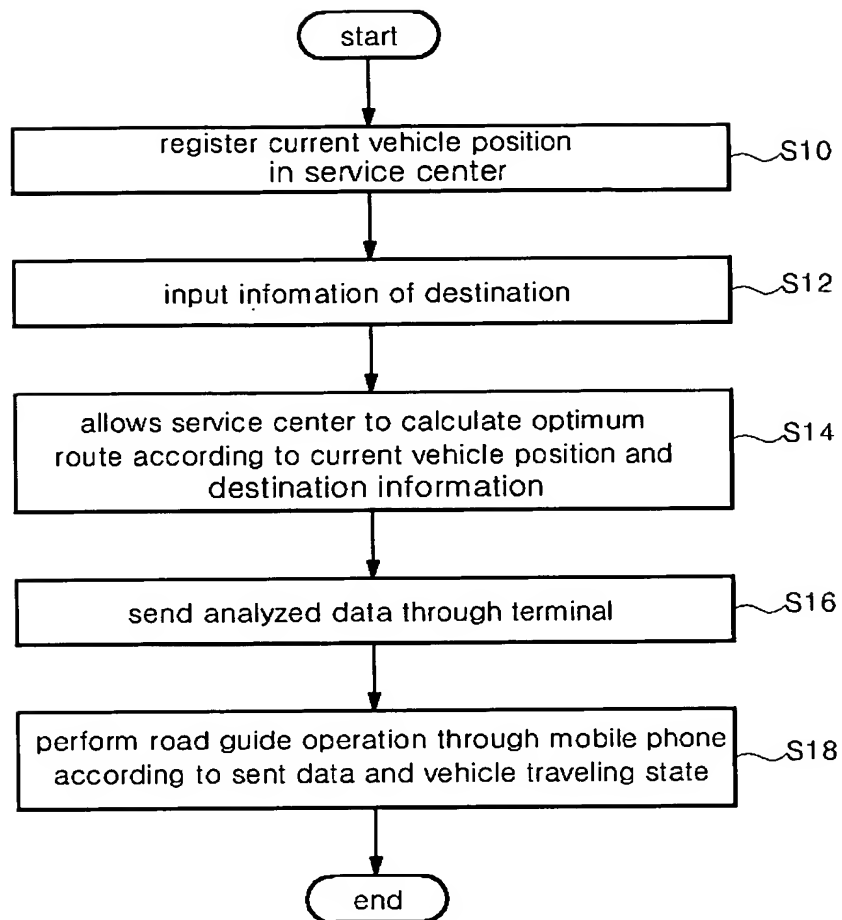 start
register current vehicle position
in service center
S10
input infomation of destination
S12
allows service center to calculate optimum
route according to current vehicle position and
destination information
S14
send analyzed data through terminal
S16
perform road guide operation through mobile phone
according to sent data and vehicle traveling state
S18
end